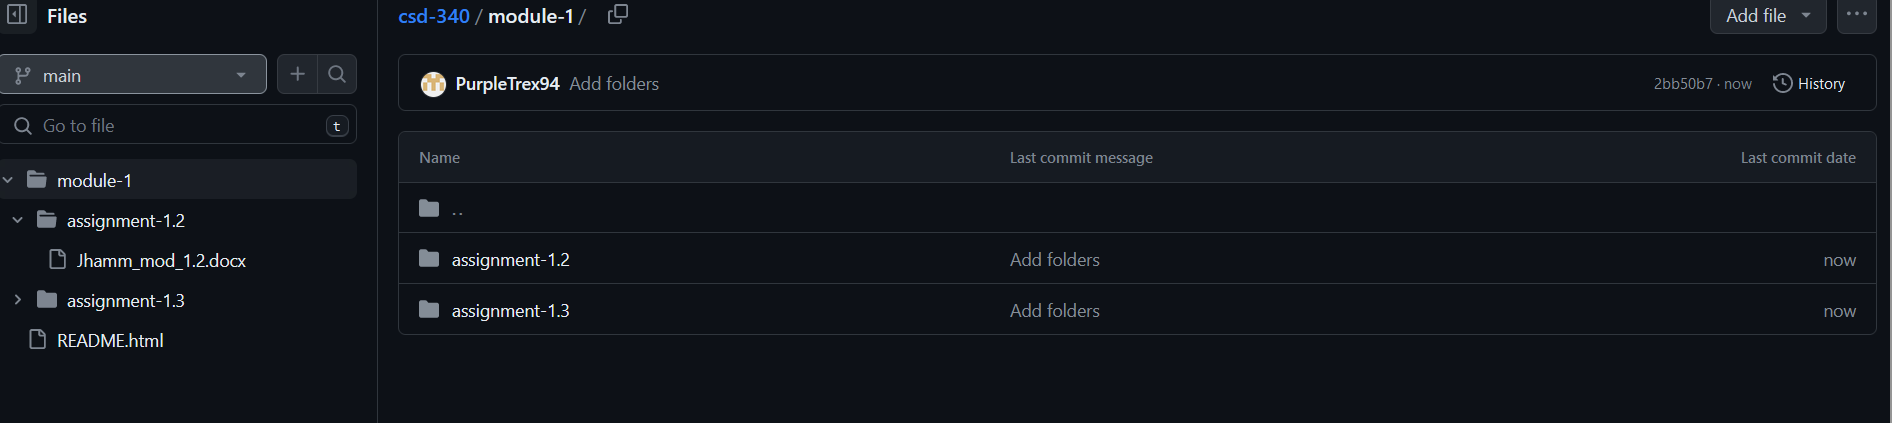 Files
main
Go to file
t
module-1
assignment-1.2
Jhamm_mod_1.2.docx
assignment-1.3
README.html
csd-340 / module-1 /
Add file
PurpleTrex94 Add folders
2bb50b7 · now
History
Name Last commit message Last commit date
..
assignment-1.2 Add folders now
assignment-1.3 Add folders now